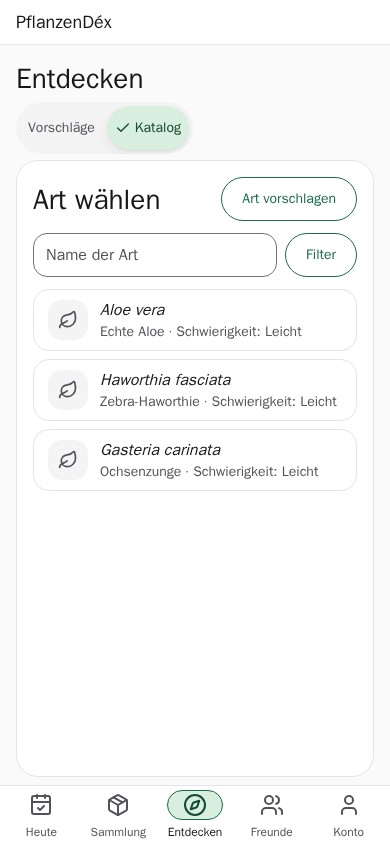 PflanzenDéx
Entdecken
Vorschläge
Katalog
Art wählen
Art vorschlagen
Name der Art
Filter
Aloe vera
Echte Aloe · Schwierigkeit: Leicht
Haworthia fasciata
Zebra-Haworthie · Schwierigkeit: Leicht
Gasteria carinata
Ochsenzunge · Schwierigkeit: Leicht
Heute
Sammlung
Entdecken
Freunde
Konto